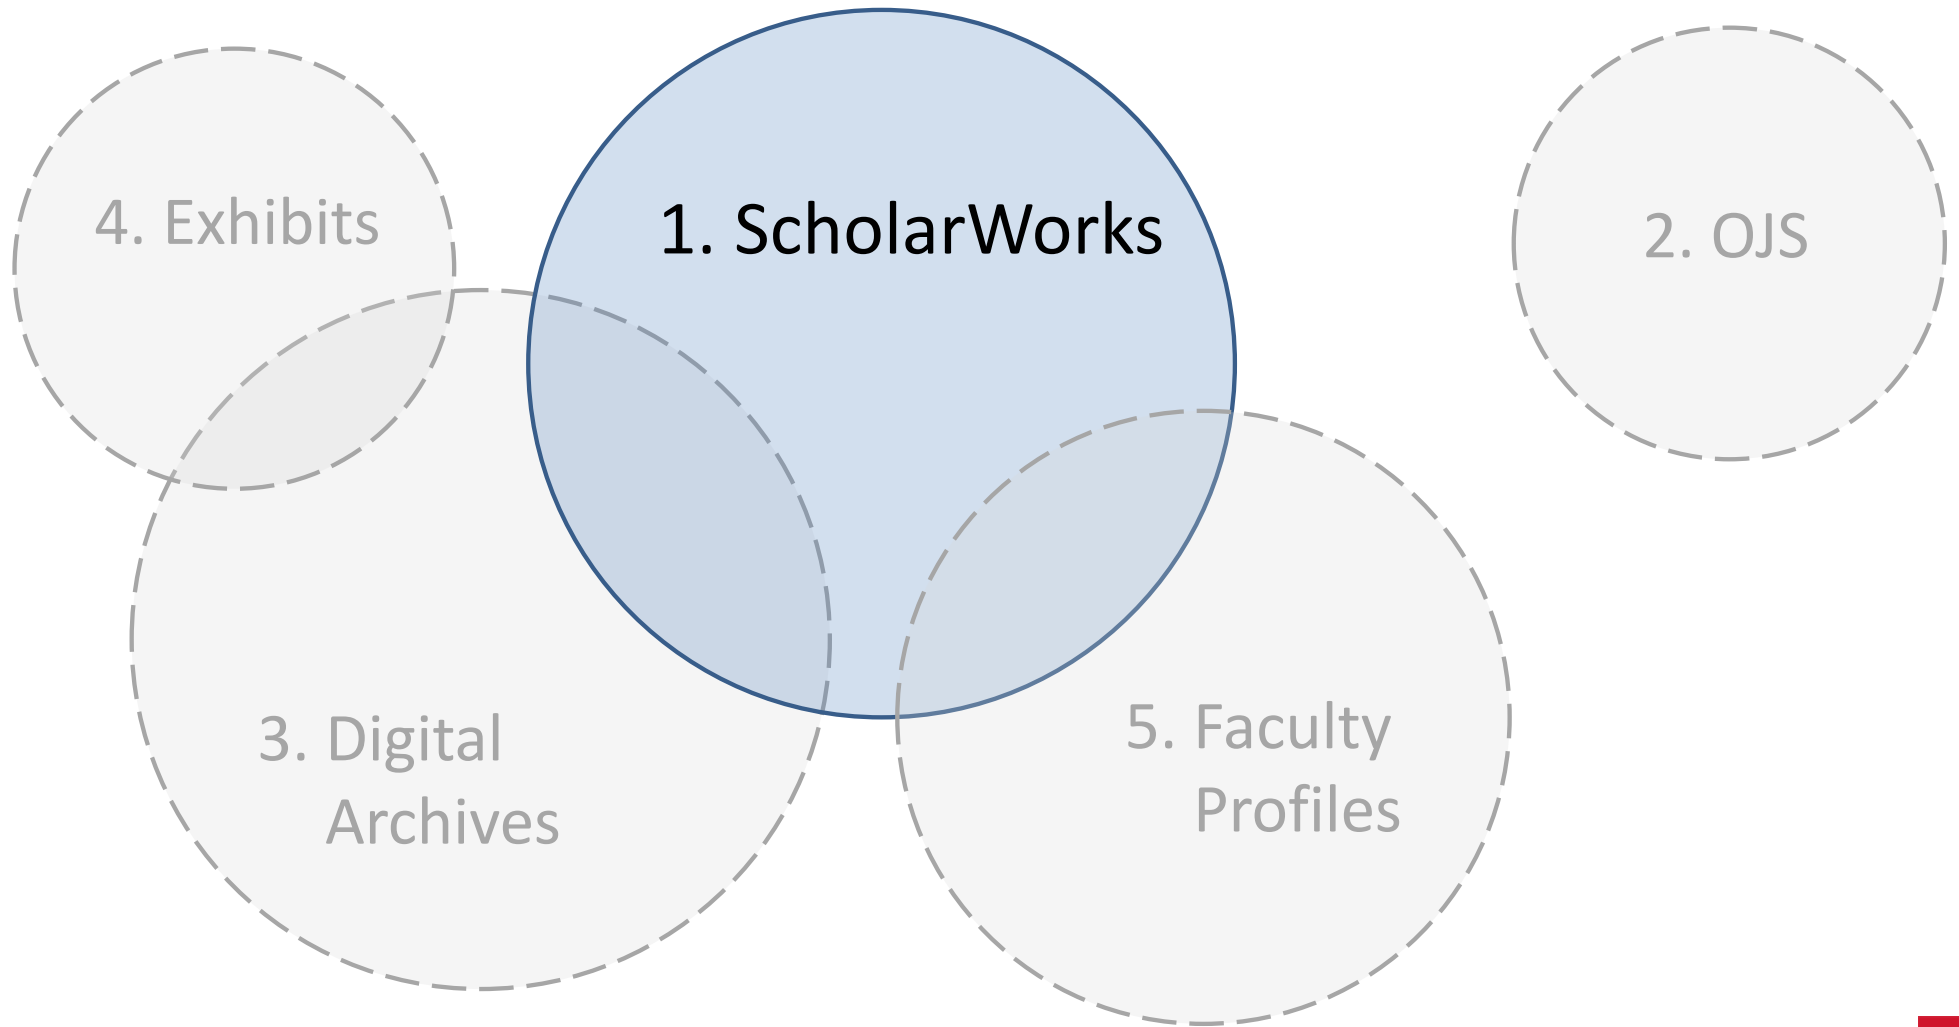 4. Exhibits
1. ScholarWorks
2. OJS
3. Digital
Archives
5. Faculty
Profiles